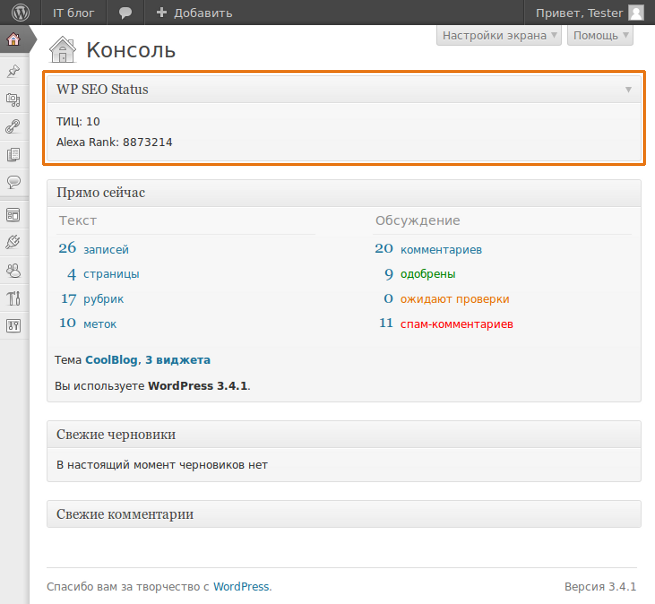 IT блог
Добавить
Привет, Tester
Настройки экрана
Помощь
Консоль
WP SEO Status
ТИЦ: 10
Alexa Rank: 8873214
Прямо сейчас
Текст
Обсуждение
26 записей
20 комментариев
4 страницы
9 одобрены
17 рубрик
0 ожидают проверки
10 меток
11 спам-комментариев
Тема CoolBlog, 3 виджета
Вы используете WordPress 3.4.1.
Свежие черновики
В настоящий момент черновиков нет
Свежие комментарии
Спасибо вам за творчество с WordPress.
Версия 3.4.1